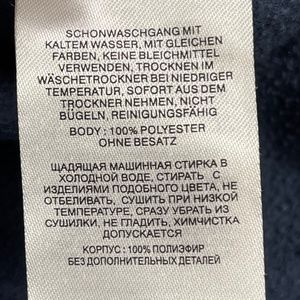 SCHONWASCHGANG MIT
KALTEM WASSER, MIT GLEICHEN
FARBEN, KEINE BLEICHMITTEL
VERWENDEN, TROCKNEN IM
WÄSCHETROCKNER BEI NIEDRIGER
TEMPERATUR, SOFORT AUS DEM
TROCKNER NEHMEN, NICHT
BÜGELN, REINIGUNGSFÄHIG
BODY : 100% POLYESTER
OHNE BESATZ
ЩАДЯЩАЯ МАШИННАЯ СТИРКА В
ХОЛОДНОЙ ВОДЕ, СТИРАТЬ С
ИЗДЕЛИЯМИ ПОДОБНОГО ЦВЕТА, НЕ
ОТБЕЛИВАТЬ, СУШИТЬ ПРИ НИЗКОЙ
ТЕМПЕРАТУРЕ, СРАЗУ УБРАТЬ ИЗ
СУШИЛКИ, НЕ ГЛАДИТЬ, ХИМЧИСТКА
ДОПУСКАЕТСЯ
КОРПУС : 100% ПОЛИЭФИР
БЕЗ ДОПОЛНИТЕЛЬНЫХ ДЕТАЛЕЙ